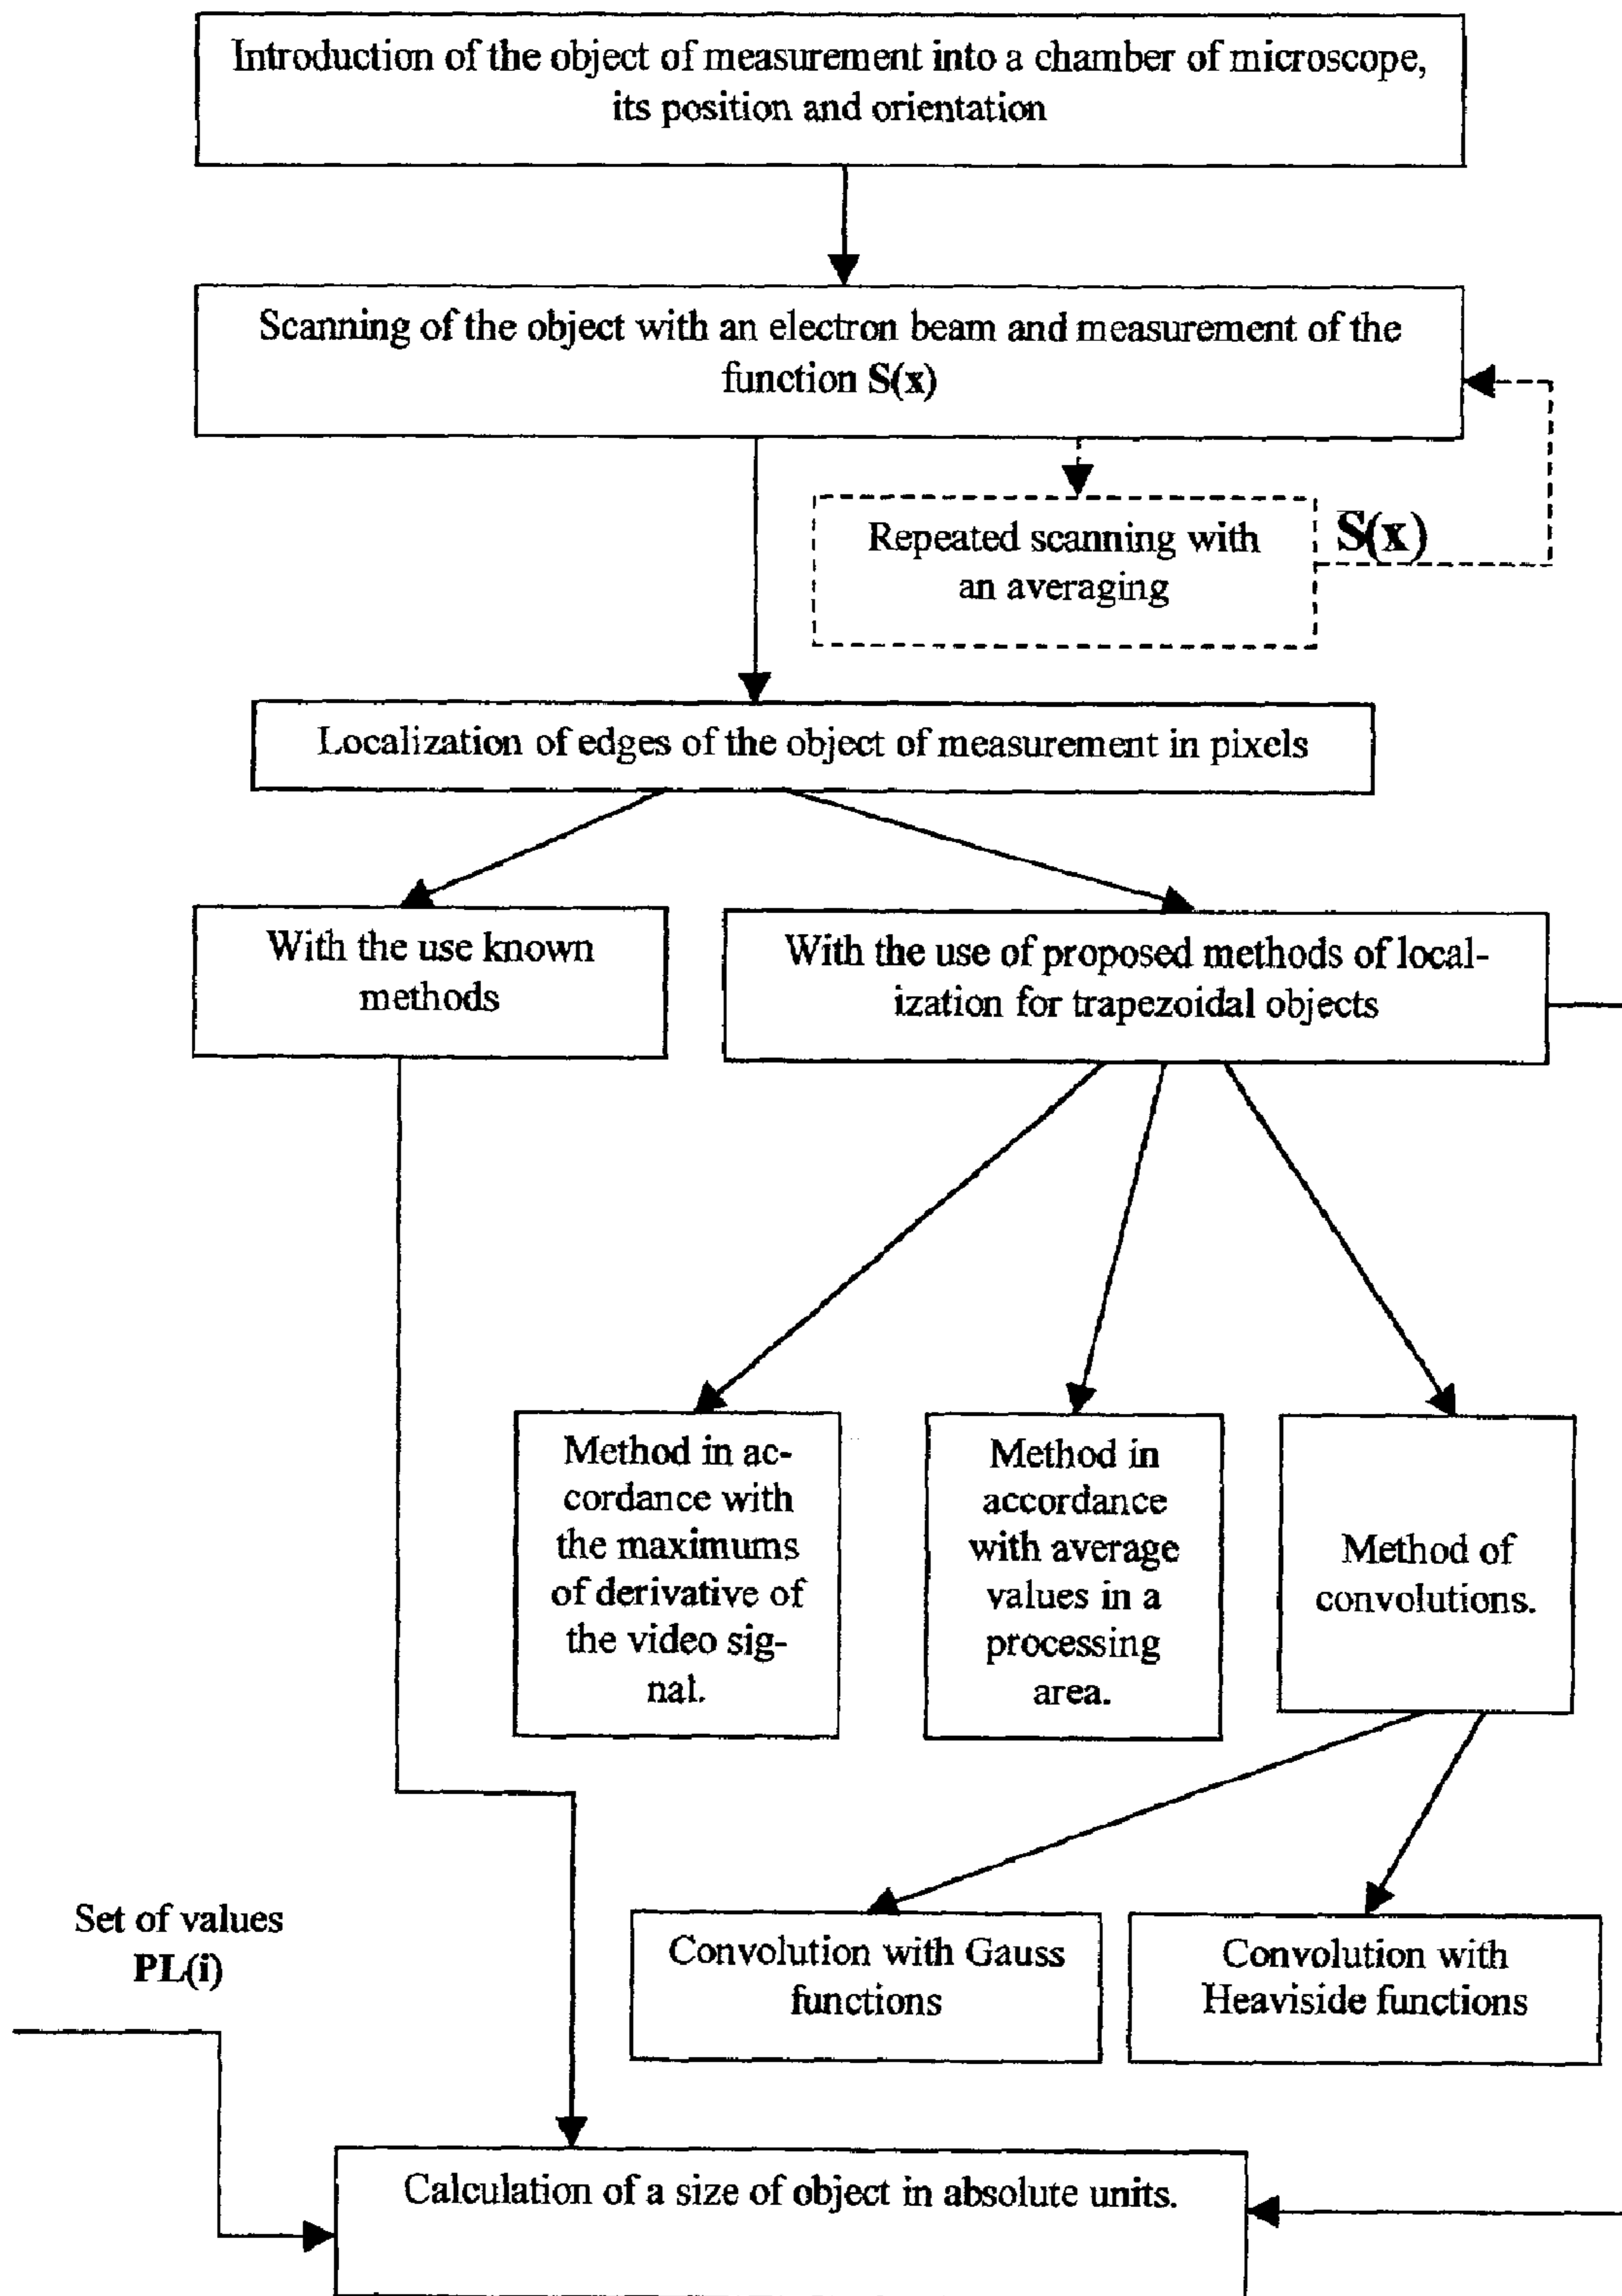 Introduction of the object of measurement into a chamber of microscope,
its position and orientation
Scanning of the object with an electron beam and measurement of the
function S(x)
Repeated scanning with
an averaging
S̅(x)
Localization of edges of the object of measurement in pixels
With the use known
methods
With the use of proposed methods of local-
ization for trapezoidal objects
Method in ac-
cordance with
the maximums
of derivative of
the video sig-
nal.
Method in
accordance
with average
values in a
processing
area.
Method of
convolutions.
Set of values
PL(i)
Convolution with Gauss
functions
Convolution with
Heaviside functions
Calculation of a size of object in absolute units.